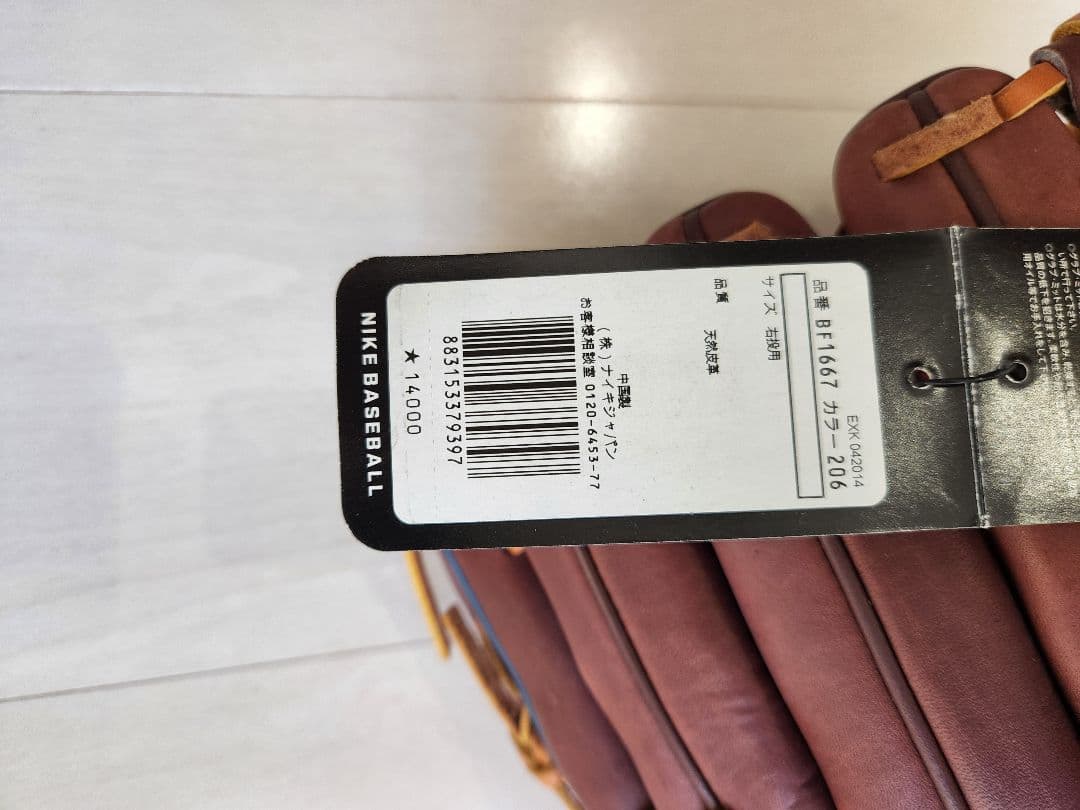 EXK 042014
品番 BF1667 カラー 206
サイズ 右投用
品質 天然皮革
中国製
(株)ナイキジャパン
お客様相談室 0120-6453-77
883153379397
★14000
NIKE BASEBALL